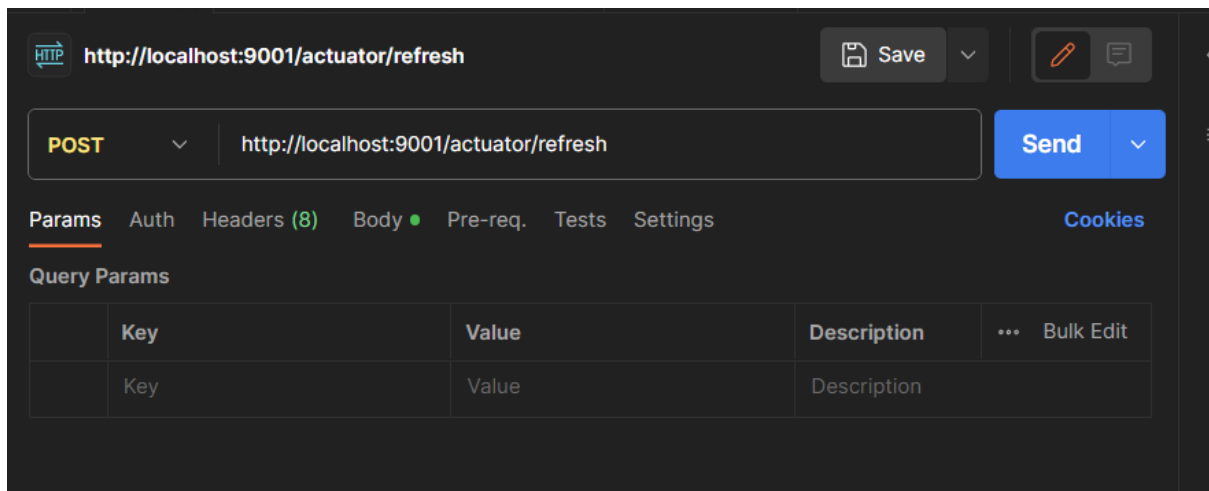 HTTP http://localhost:9001/actuator/refresh Save
POST http://localhost:9001/actuator/refresh Send
Params Auth Headers (8) Body Pre-req. Tests Settings Cookies
Query Params
Key Value Description Bulk Edit
Key Value Description